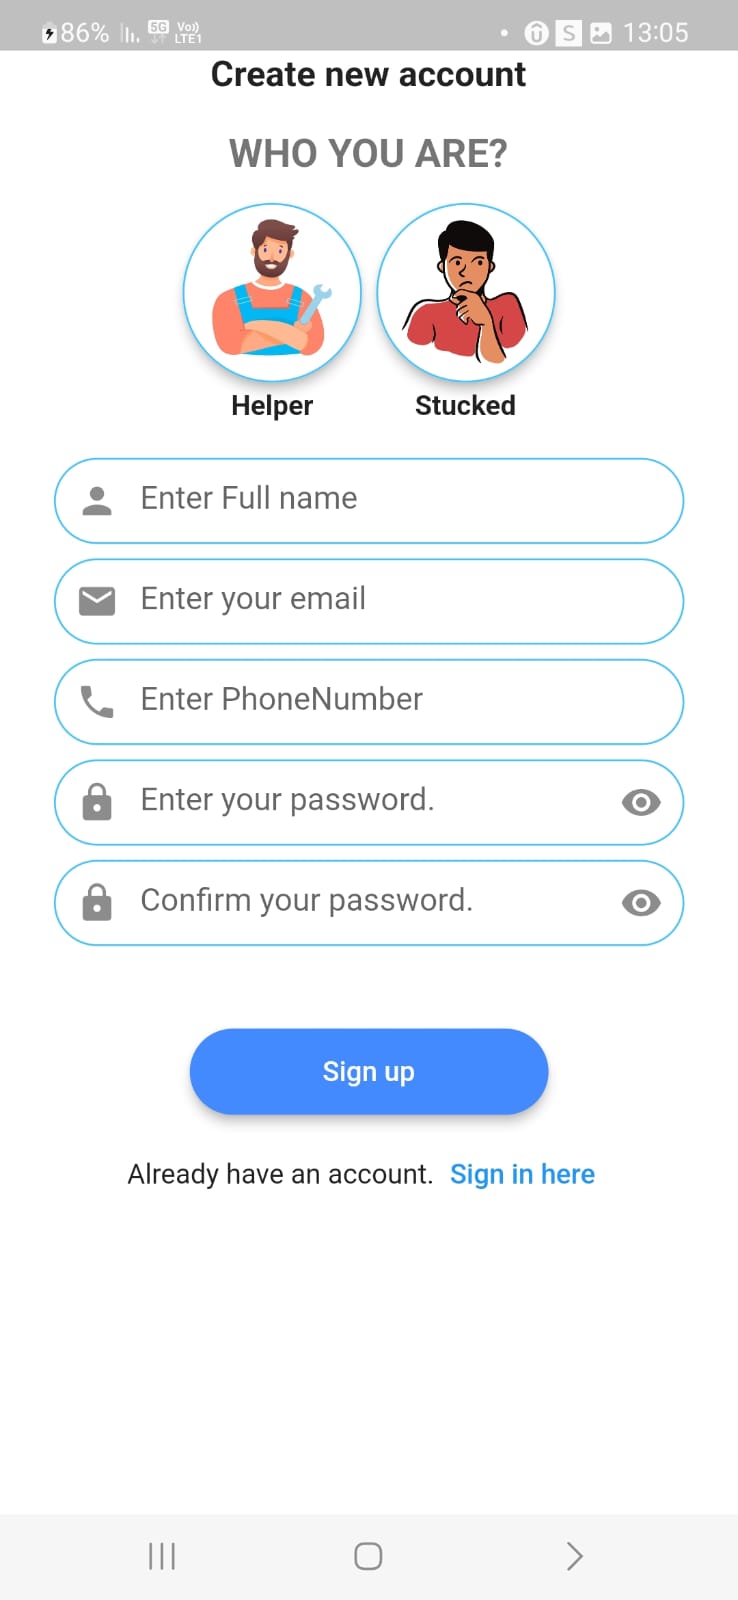 86% 5G Vo)) LTE1 S 13:05
Create new account
WHO YOU ARE?
Helper Stucked
Enter Full name
Enter your email
Enter PhoneNumber
Enter your password.
Confirm your password.
Sign up
Already have an account. Sign in here